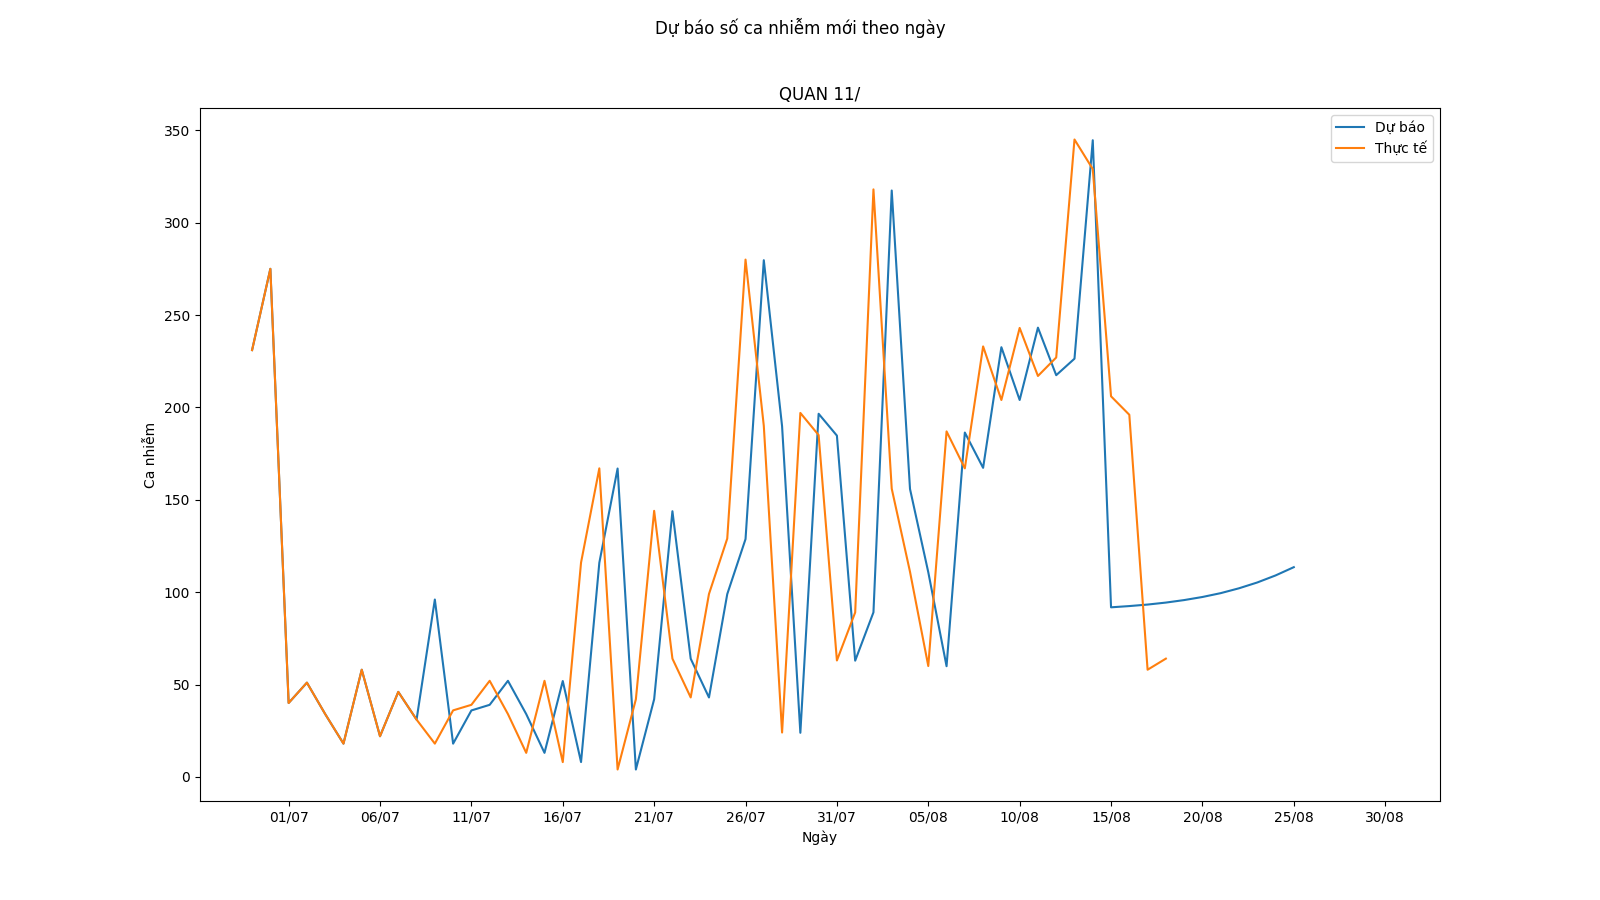 Dự báo số ca nhiễm mới theo ngày
QUAN 11/
Dự báo
Thực tế
350
300
250
200
150
100
50
0
Ca nhiễm
01/07 06/07 11/07 16/07 21/07 26/07 31/07 05/08 10/08 15/08 20/08 25/08 30/08
Ngày